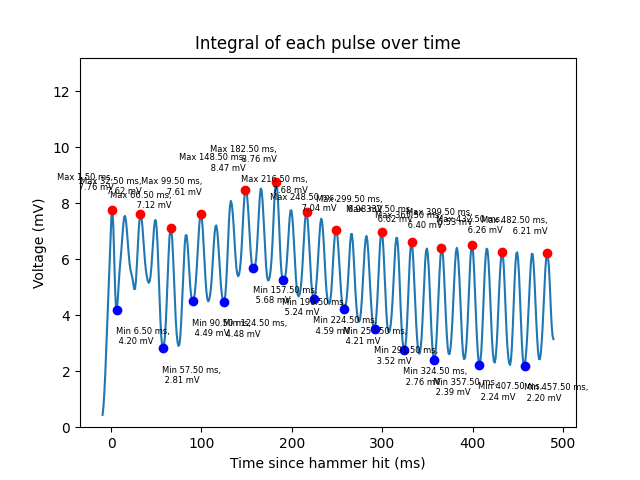 Integral of each pulse over time
Voltage (mV)
12
10
8
6
4
2
0
Max 182.50 ms,
8.76 mV
Max 148.50 ms,
8.47 mV
Max 1.50 ms,
7.76 mV
Max 32.50 ms,
7.62 mV
Max 66.50 ms,
7.12 mV
Max 99.50 ms,
7.61 mV
Max 216.50 ms,
7.68 mV
Max 248.50 ms,
7.04 mV
Max 299.50 ms,
6.98 mV
6.62 mV
6.40 mV
Max 399.50 ms,
Max 432.50 ms,
6.26 mV
Max 482.50 ms,
6.21 mV
Min 6.50 ms,
4.20 mV
Min 57.50 ms,
2.81 mV
Min 90.50 ms,
4.49 mV
Min 124.50 ms,
4.48 mV
Min 157.50 ms,
5.68 mV
5.24 mV
Min 224.50 ms,
4.59 mV
4.21 mV
3.52 mV
Min 324.50 ms,
2.76 mV
Min 357.50 ms,
2.39 mV
Min 407.50 ms,
2.24 mV
Min 457.50 ms,
2.20 mV
0
100
200
300
400
500
Time since hammer hit (ms)